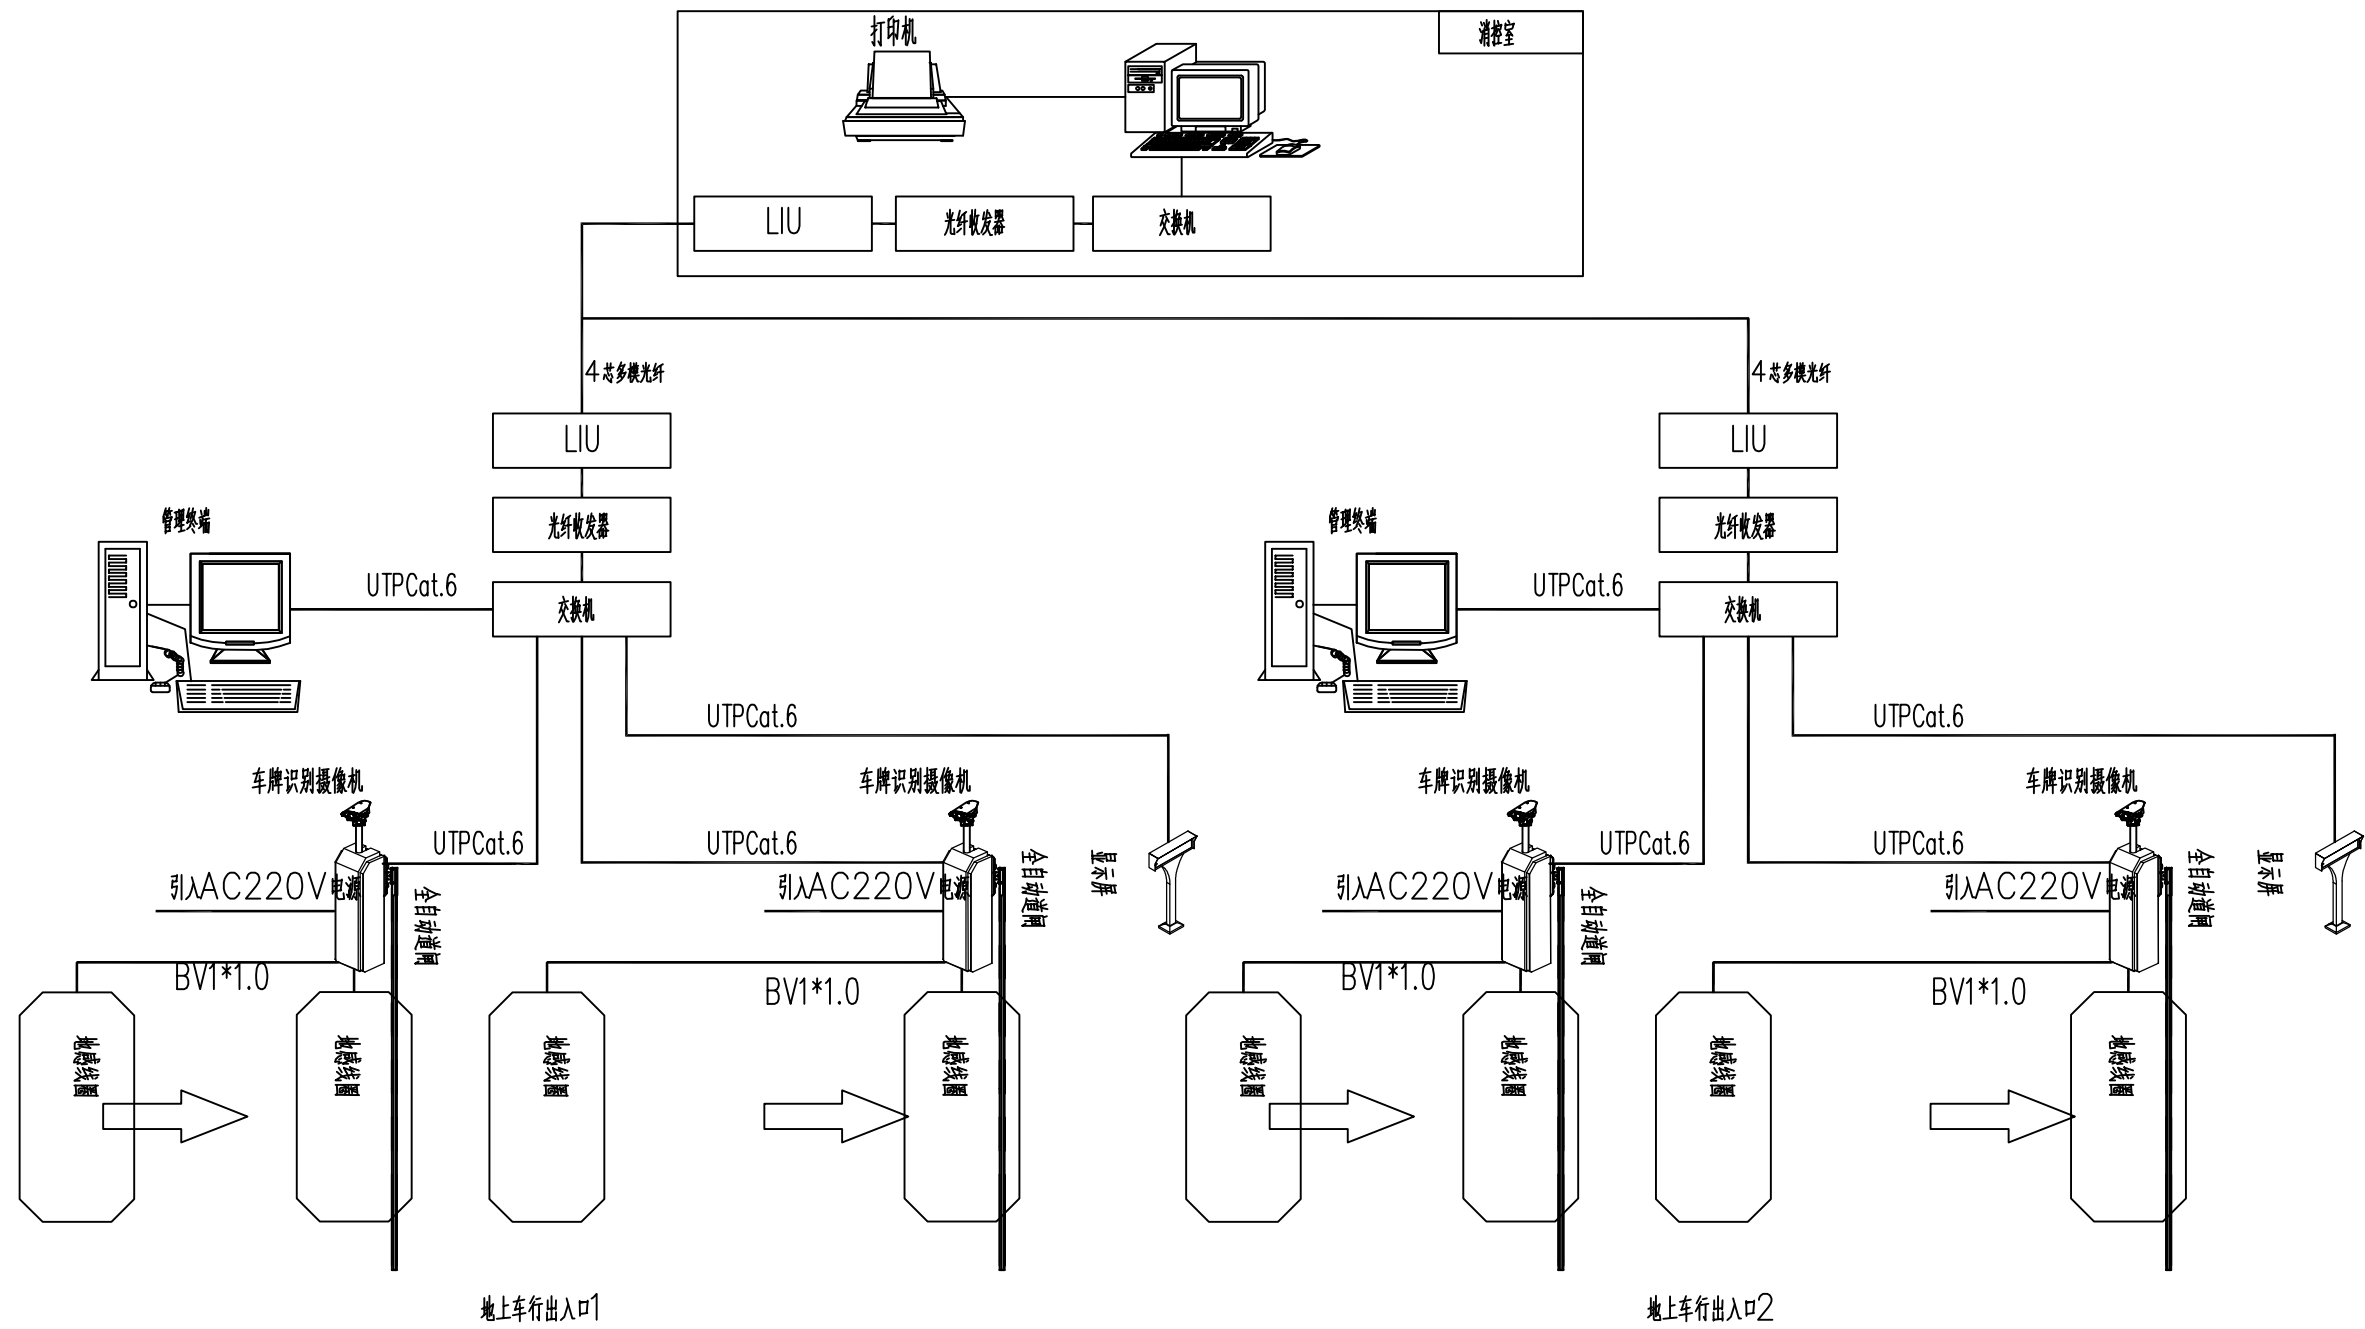 打印机
消控室
LIU
光纤收发器
交换机
4芯多模光纤
4芯多模光纤
LIU
LIU
光纤收发器
光纤收发器
管理终端
管理终端
UTPCat.6
UTPCat.6
交换机
交换机
UTPCat.6
UTPCat.6
车牌识别摄像机
车牌识别摄像机
车牌识别摄像机
车牌识别摄像机
UTPCat.6
UTPCat.6
UTPCat.6
UTPCat.6
引入AC220V电源
引入AC220V电源
引入AC220V电源
引入AC220V电源
全自动道闸
全自动道闸
显示屏
全自动道闸
全自动道闸
显示屏
BV1*1.0
BV1*1.0
BV1*1.0
BV1*1.0
地感线圈
地感线圈
地感线圈
地感线圈
地感线圈
地感线圈
地感线圈
地感线圈
地上车行出入口1
地上车行出入口2